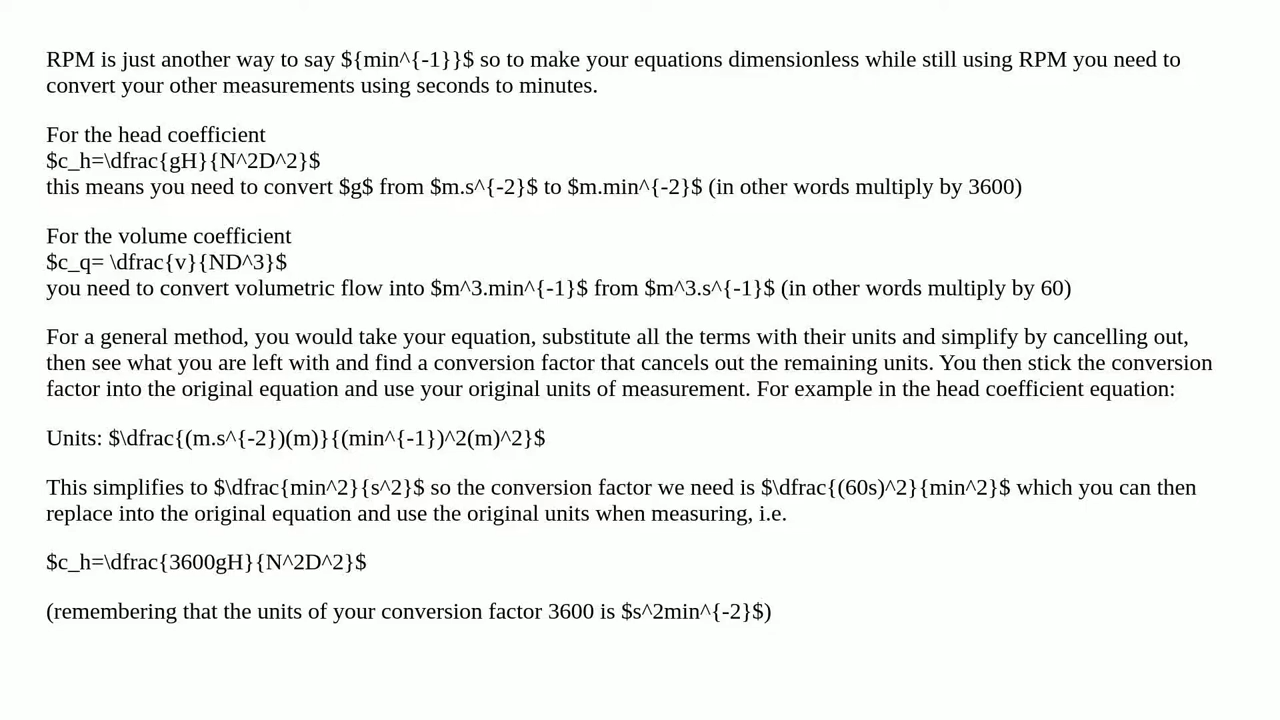 RPM is just another way to say ${min^{-1}}$ so to make your equations dimensionless while still using RPM you need to
convert your other measurements using seconds to minutes.
For the head coefficient
$c_h=\dfrac{gH}{N^2D^2}$
this means you need to convert $g$ from $m.s^{-2}$ to $m.min^{-2}$ (in other words multiply by 3600)
For the volume coefficient
$c_q= \dfrac{v}{ND^3}$
you need to convert volumetric flow into $m^3.min^{-1}$ from $m^3.s^{-1}$ (in other words multiply by 60)
For a general method, you would take your equation, substitute all the terms with their units and simplify by cancelling out,
then see what you are left with and find a conversion factor that cancels out the remaining units. You then stick the conversion
factor into the original equation and use your original units of measurement. For example in the head coefficient equation:
Units: $\dfrac{(m.s^{-2})(m)}{(min^{-1})^2(m)^2}$
This simplifies to $\dfrac{min^2}{s^2}$ so the conversion factor we need is $\dfrac{(60s)^2}{min^2}$ which you can then
replace into the original equation and use the original units when measuring, i.e.
$c_h=\dfrac{3600gH}{N^2D^2}$
(remembering that the units of your conversion factor 3600 is $s^2min^{-2}$)